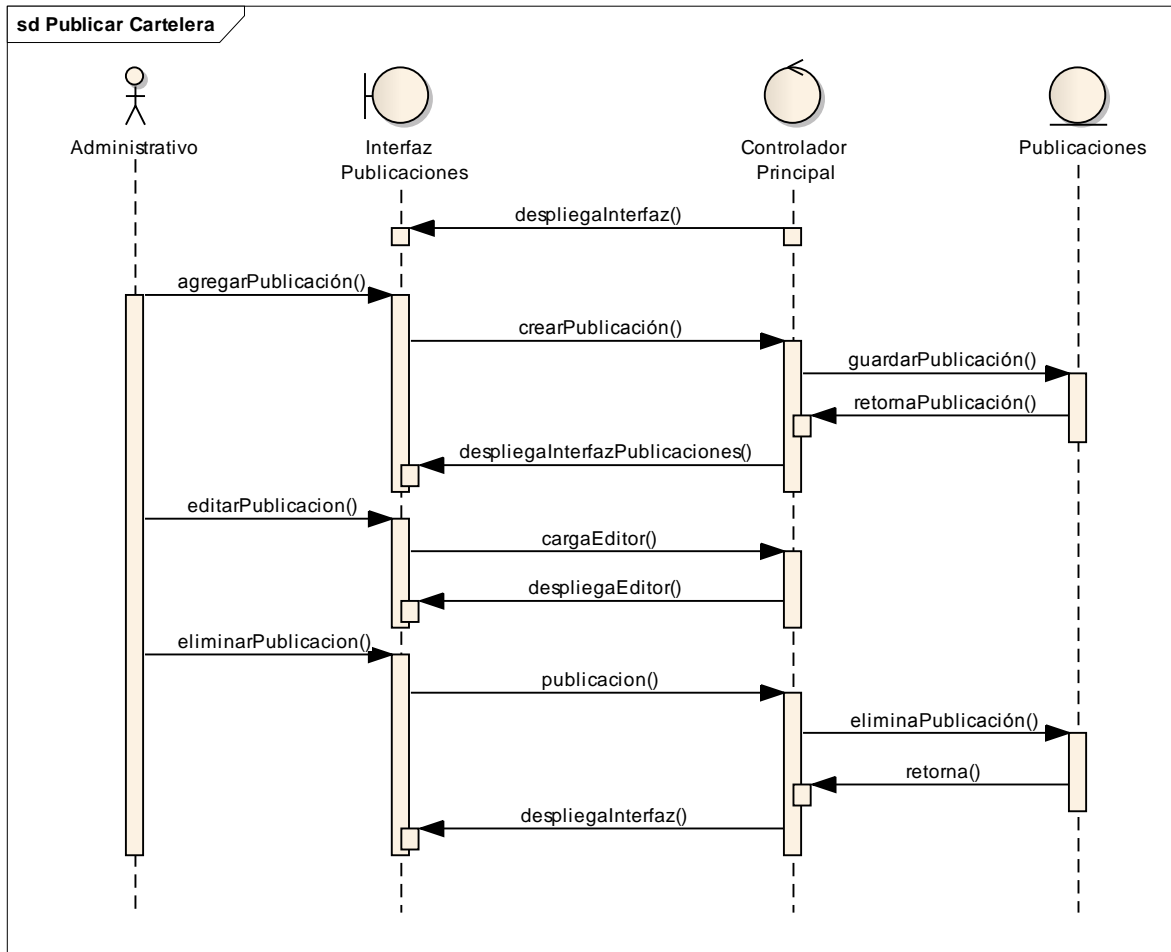 sd Publicar Cartelera
Administrativo
Interfaz
Publicaciones
Controlador
Principal
Publicaciones
despliegaInterfaz()
agregarPublicación()
crearPublicación()
guardarPublicación()
retornaPublicación()
despliegaInterfazPublicaciones()
editarPublicacion()
cargaEditor()
despliegaEditor()
eliminarPublicacion()
publicacion()
eliminaPublicación()
retorna()
despliegaInterfaz()